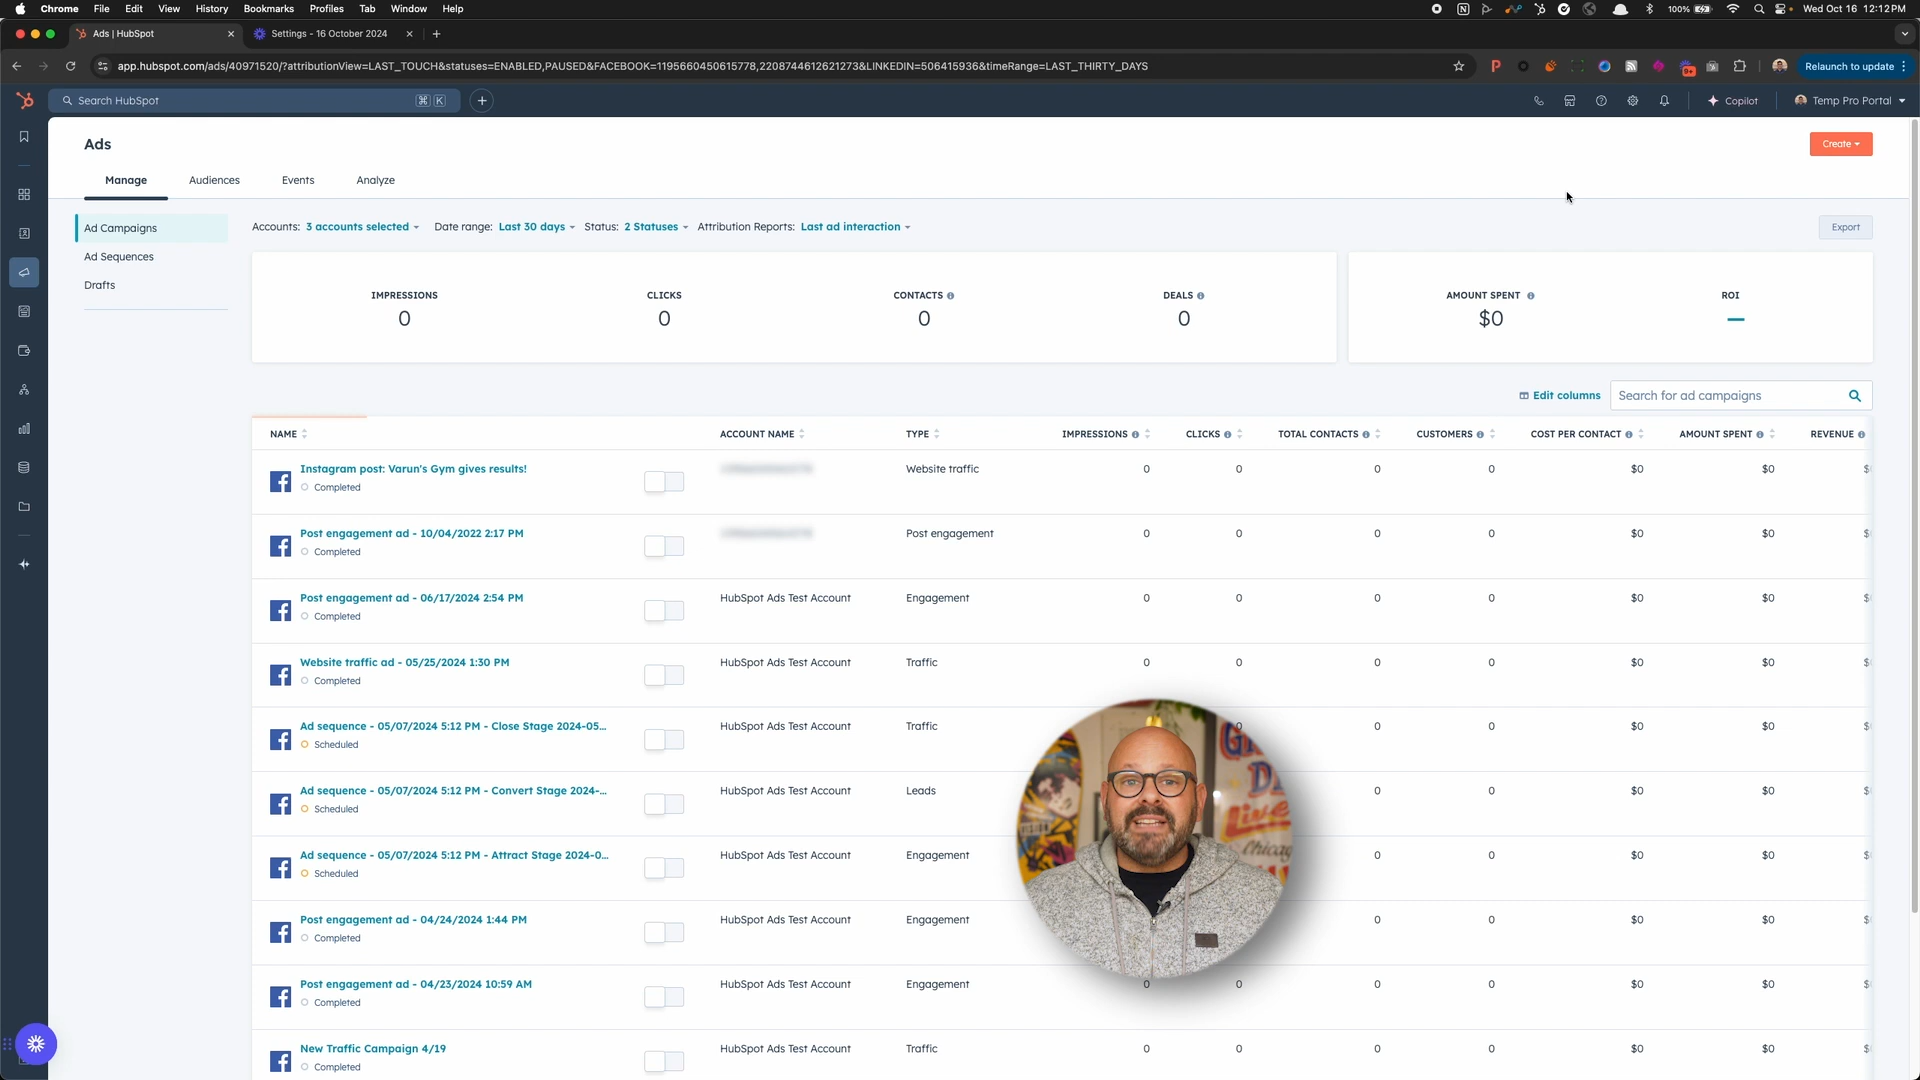 Chrome File Edit View History Bookmarks Profiles Tab Window Help 100% Wed Oct 16 12:12 PM
Ads | HubSpot Settings - 16 October 2024
app.hubspot.com/ads/40971520/?attributionView=LAST_TOUCH&statuses=ENABLED,PAUSED&FACEBOOK=1195660450615778,2208744612621273&LINKEDIN=506415936&timeRange=LAST_THIRTY_DAYS 9+ Relaunch to update
Search HubSpot ⌘ K Copilot Temp Pro Portal
Ads Create
Manage Audiences Events Analyze
Ad Campaigns
Ad Sequences
Drafts
Accounts: 3 accounts selected Date range: Last 30 days Status: 2 Statuses Attribution Reports: Last ad interaction Export
IMPRESSIONS CLICKS CONTACTS DEALS AMOUNT SPENT ROI
0 0 0 0 $0 —
Edit columns Search for ad campaigns
NAME ACCOUNT NAME TYPE IMPRESSIONS CLICKS TOTAL CONTACTS CUSTOMERS COST PER CONTACT AMOUNT SPENT REVENUE
Instagram post: Varun's Gym gives results! Website traffic 0 0 0 0 $0 $0 $
Completed
Post engagement ad - 10/04/2022 2:17 PM Post engagement 0 0 0 0 $0 $0 $
Completed
Post engagement ad - 06/17/2024 2:54 PM HubSpot Ads Test Account Engagement 0 0 0 0 $0 $0 $
Completed
Website traffic ad - 05/25/2024 1:30 PM HubSpot Ads Test Account Traffic 0 0 0 0 $0 $0 $
Completed
Ad sequence - 05/07/2024 5:12 PM - Close Stage 2024-05... HubSpot Ads Test Account Traffic 0 0 0 $0 $0 $
Scheduled
Ad sequence - 05/07/2024 5:12 PM - Convert Stage 2024-... HubSpot Ads Test Account Leads 0 0 $0 $0 $
Scheduled
Ad sequence - 05/07/2024 5:12 PM - Attract Stage 2024-0... HubSpot Ads Test Account Engagement 0 0 $0 $0 $
Scheduled
Post engagement ad - 04/24/2024 1:44 PM HubSpot Ads Test Account Engagement 0 0 $0 $0 $
Completed
Post engagement ad - 04/23/2024 10:59 AM HubSpot Ads Test Account Engagement 0 0 0 0 $0 $0 $
Completed
New Traffic Campaign 4/19 HubSpot Ads Test Account Traffic 0 0 0 0 $0 $0 $
Completed
VISION
Live
Chicago